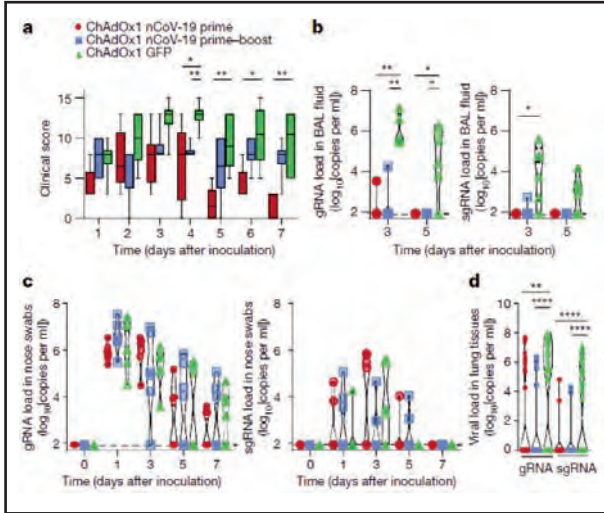 a
ChAdOx1 nCoV-19 prime
ChAdOx1 nCoV-19 prime–boost
ChAdOx1 GFP
* ** ** * **
Clinical score
15
10
5
0
1 2 3 4 5 6 7
Time (days after inoculation)
b
gRNA load in BAL fluid
(log10[copies per ml])
8
6
4
2
** ** * *
3 5
sgRNA load in BAL fluid
(log10[copies per ml])
8
6
4
2
*
3 5
Time (days after inoculation)
c
gRNA load in nose swabs
(log10[copies per ml])
8
6
4
2
0 1 3 5 7
Time (days after inoculation)
sgRNA load in nose swabs
(log10[copies per ml])
8
6
4
2
0 1 3 5 7
Time (days after inoculation)
d
Viral load in lung tissues
(log10[copies per ml])
10
8
6
4
2
0
** **** **** ****
gRNA sgRNA